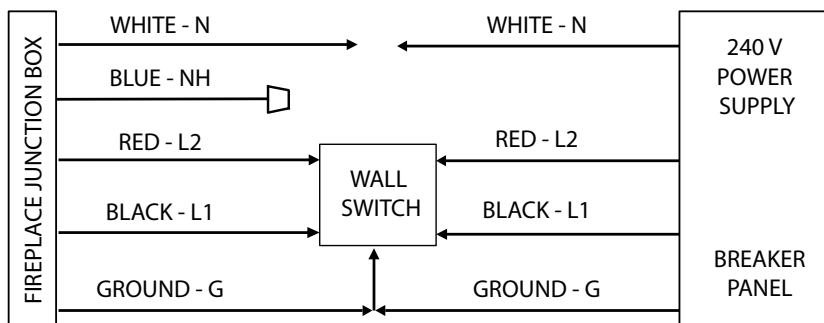 FIREPLACE JUNCTION BOX
WHITE - N
WHITE - N
BLUE - NH
RED - L2
RED - L2
BLACK - L1
BLACK - L1
GROUND - G
GROUND - G
WALL
SWITCH
240 V
POWER
SUPPLY
BREAKER
PANEL